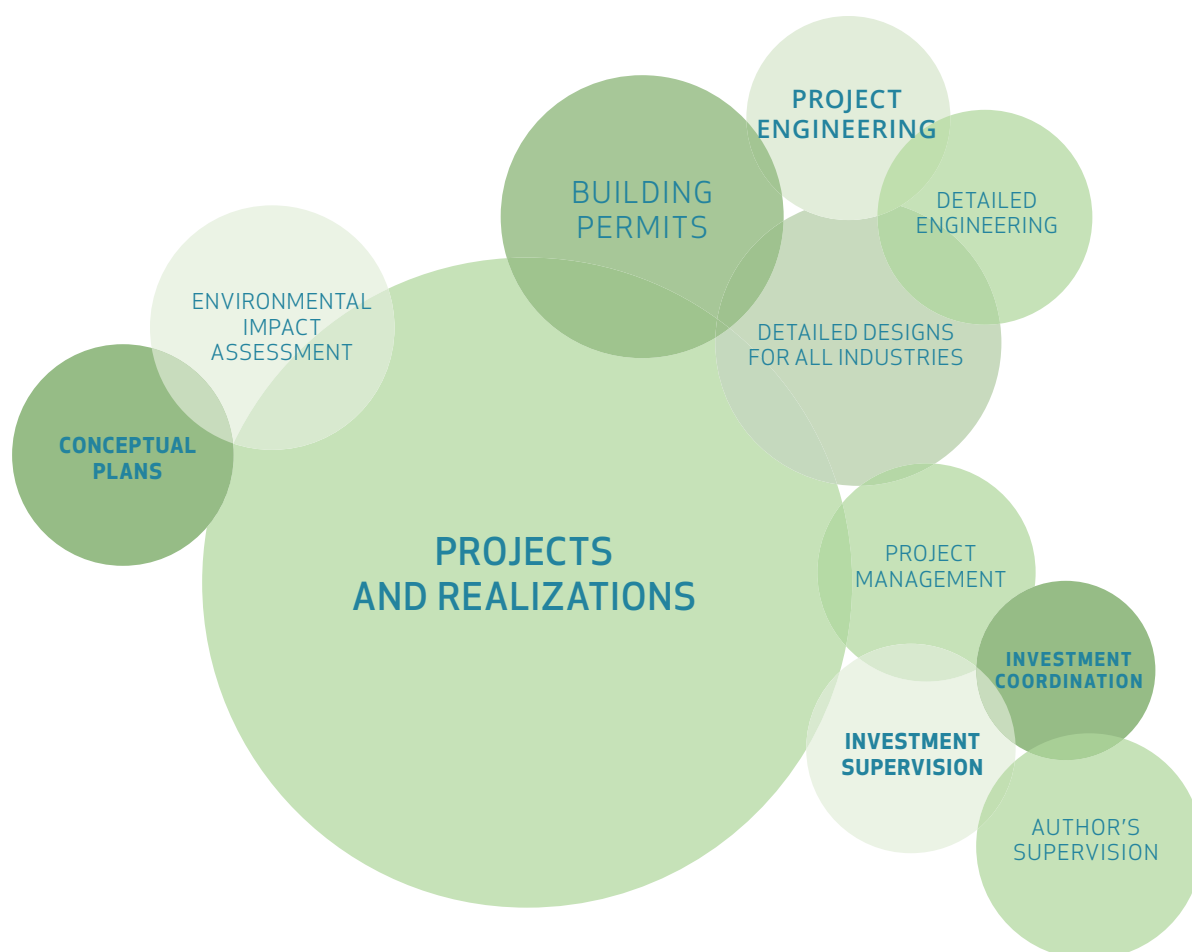 PROJECT
ENGINEERING
BUILDING
PERMITS
DETAILED
ENGINEERING
ENVIRONMENTAL
IMPACT
ASSESSMENT
DETAILED DESIGNS
FOR ALL INDUSTRIES
CONCEPTUAL
PLANS
PROJECTS
AND REALIZATIONS
PROJECT
MANAGEMENT
INVESTMENT
COORDINATION
INVESTMENT
SUPERVISION
AUTHOR'S
SUPERVISION